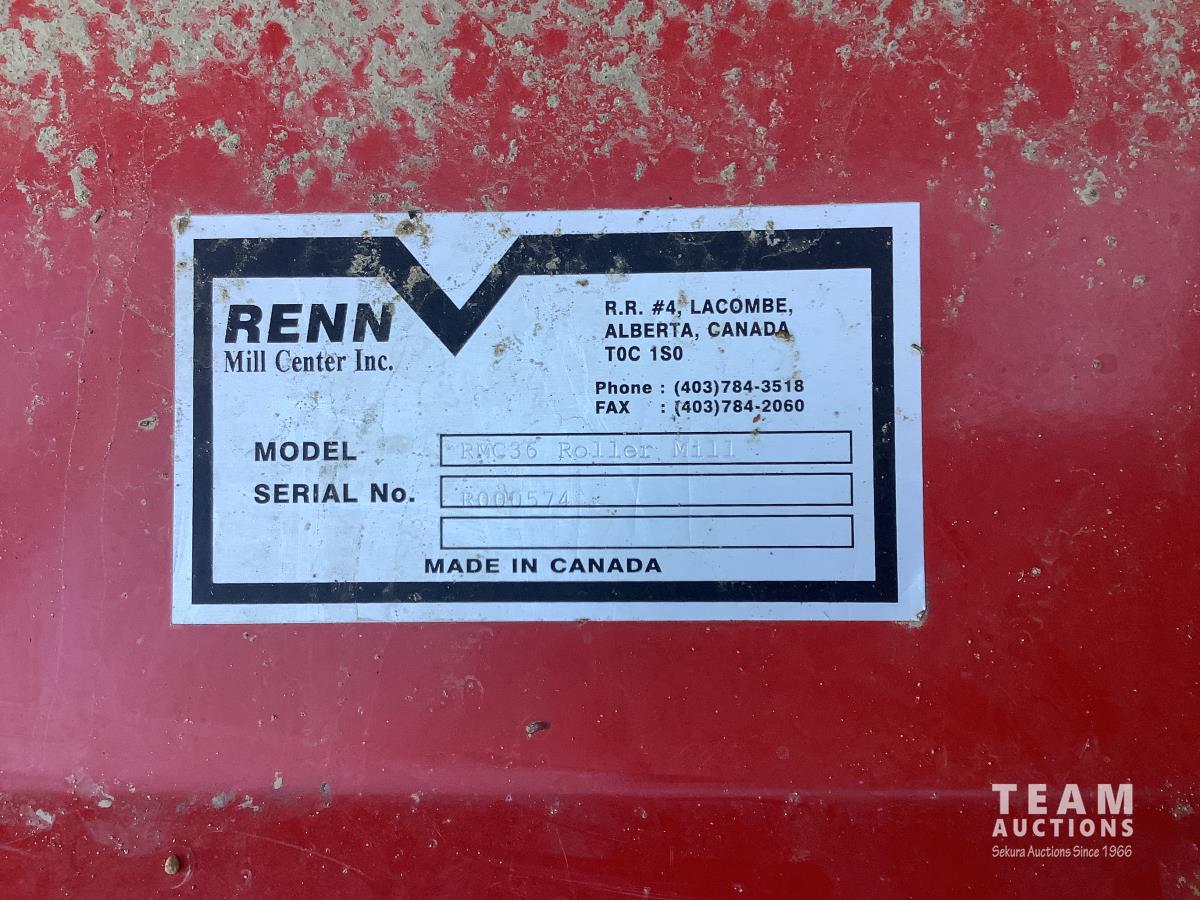 RENN
Mill Center Inc.
R.R. #4, LACOMBE,
ALBERTA, CANADA
T0C 1S0
Phone : (403)784-3518
FAX : (403)784-2060
MODEL RMC36 Roller Mill
SERIAL No. R000574
MADE IN CANADA
TEAM
AUCTIONS
Sekura Auctions Since 1966